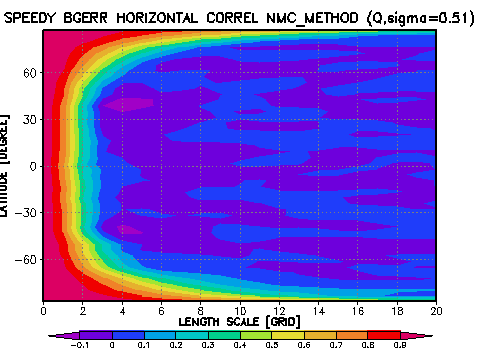 SPEEDY BGERR HORIZONTAL CORREL NMC_METHOD (Q,sigma=0.51)
60
30
0
−30
−60
LATITUDE [DEGREE]
0 2 4 6 8 10 12 14 16 18 20
LENGTH SCALE [GRID]
−0.1 0 0.1 0.2 0.3 0.4 0.5 0.6 0.7 0.8 0.9